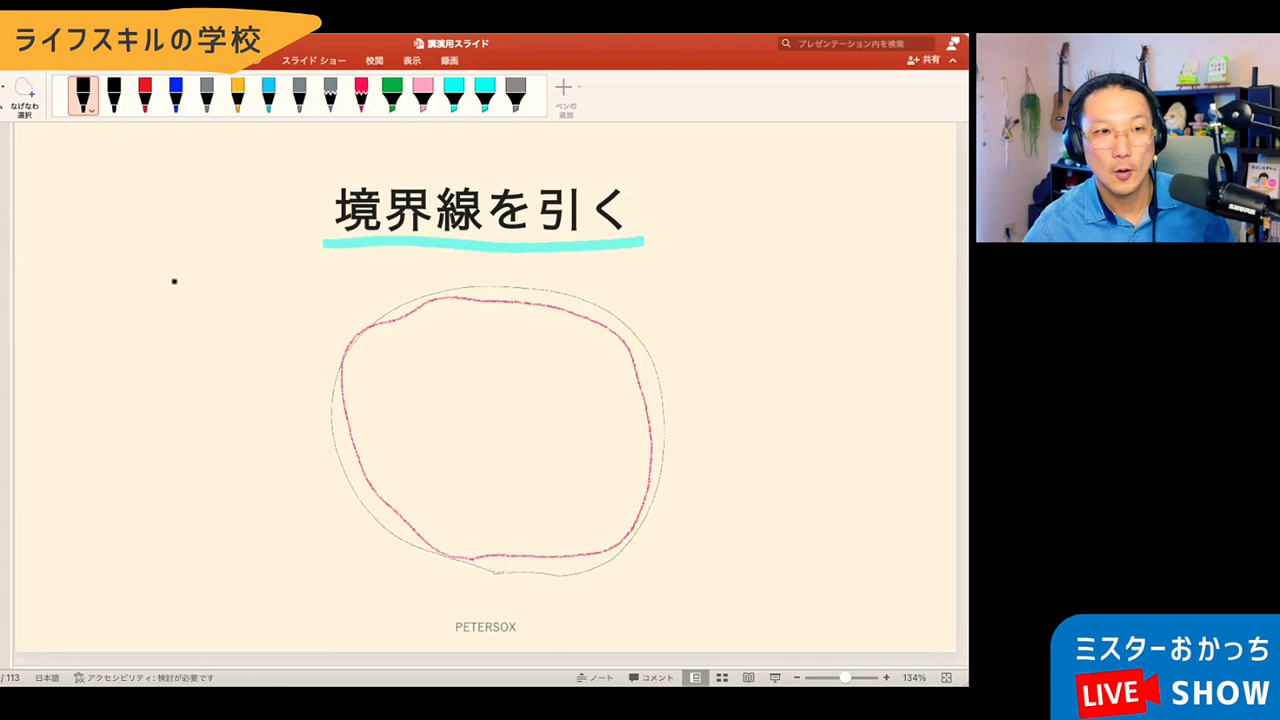 ライフスキルの学校
講演用スライド
プレゼンテーション内を検索
スライド ショー 校閲 表示 録画
共有
なげなわ
選択
ペンの
追加
境界線を引く
PETERSOX
SHURE
/ 113 日本語 アクセシビリティ: 検討が必要です ノート コメント 134%
ミスターおかっち
LIVE SHOW